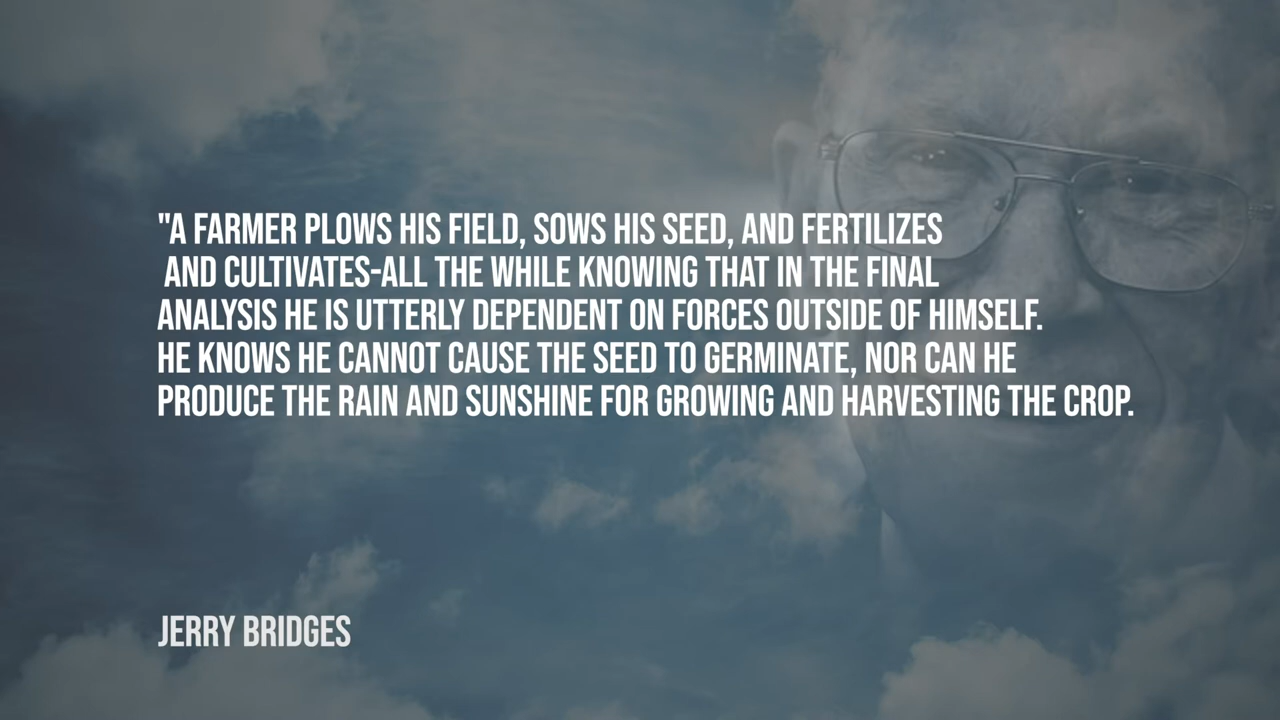 "A FARMER PLOWS HIS FIELD, SOWS HIS SEED, AND FERTILIZES
AND CULTIVATES-ALL THE WHILE KNOWING THAT IN THE FINAL
ANALYSIS HE IS UTTERLY DEPENDENT ON FORCES OUTSIDE OF HIMSELF.
HE KNOWS HE CANNOT CAUSE THE SEED TO GERMINATE, NOR CAN HE
PRODUCE THE RAIN AND SUNSHINE FOR GROWING AND HARVESTING THE CROP.
JERRY BRIDGES